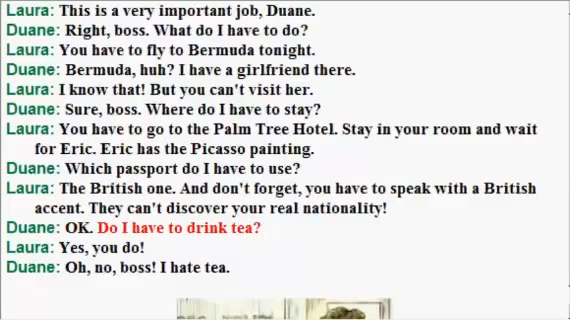 Laura: This is a very important job, Duane.
Duane: Right, boss. What do I have to do?
Laura: You have to fly to Bermuda tonight.
Duane: Bermuda, huh? I have a girlfriend there.
Laura: I know that! But you can't visit her.
Duane: Sure, boss. Where do I have to stay?
Laura: You have to go to the Palm Tree Hotel. Stay in your room and wait
for Eric. Eric has the Picasso painting.
Duane: Which passport do I have to use?
Laura: The British one. And don't forget, you have to speak with a British
accent. They can't discover your real nationality!
Duane: OK. Do I have to drink tea?
Laura: Yes, you do!
Duane: Oh, no, boss! I hate tea.